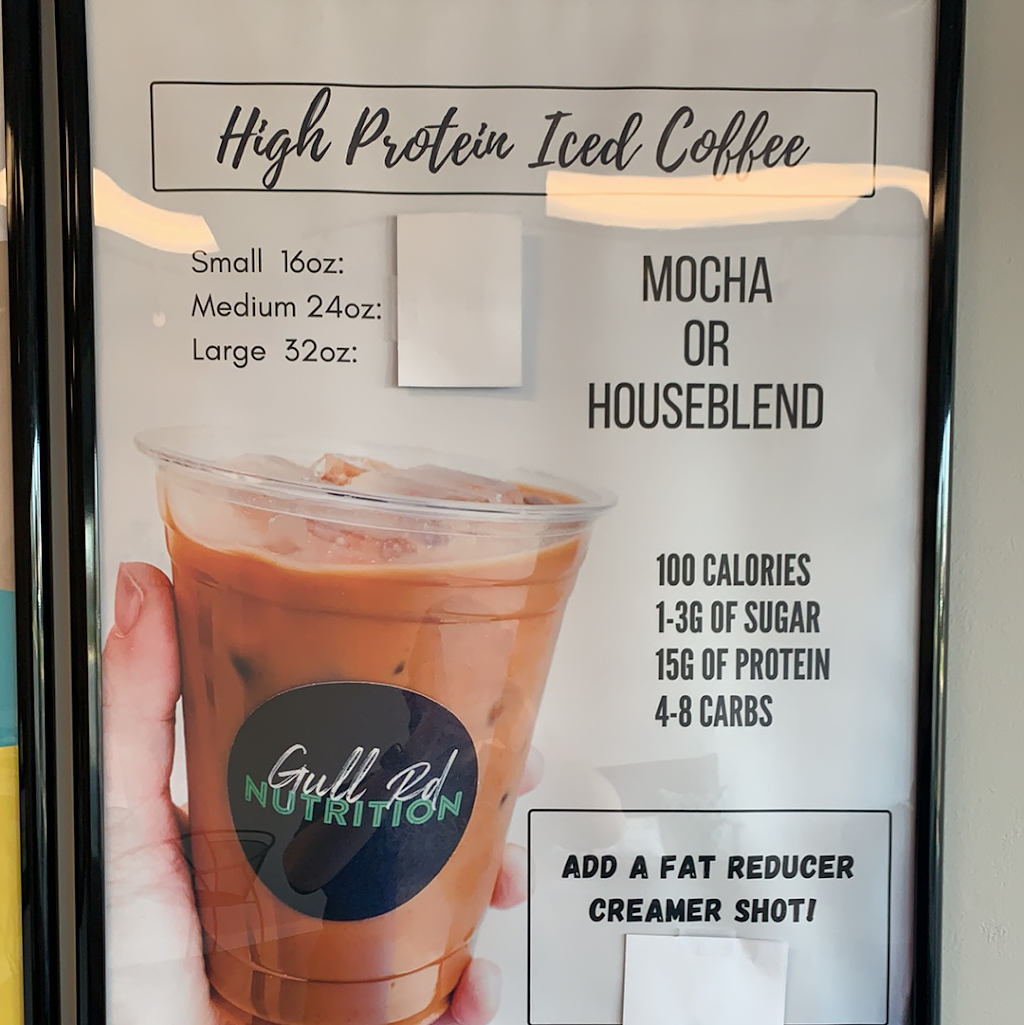 High Protein Iced Coffee
Small 16oz:
Medium 24oz:
Large 32oz:
MOCHA
OR
HOUSEBLEND
100 CALORIES
1-3G OF SUGAR
15G OF PROTEIN
4-8 CARBS
Gull Rd
NUTRITION
ADD A FAT REDUCER
CREAMER SHOT!